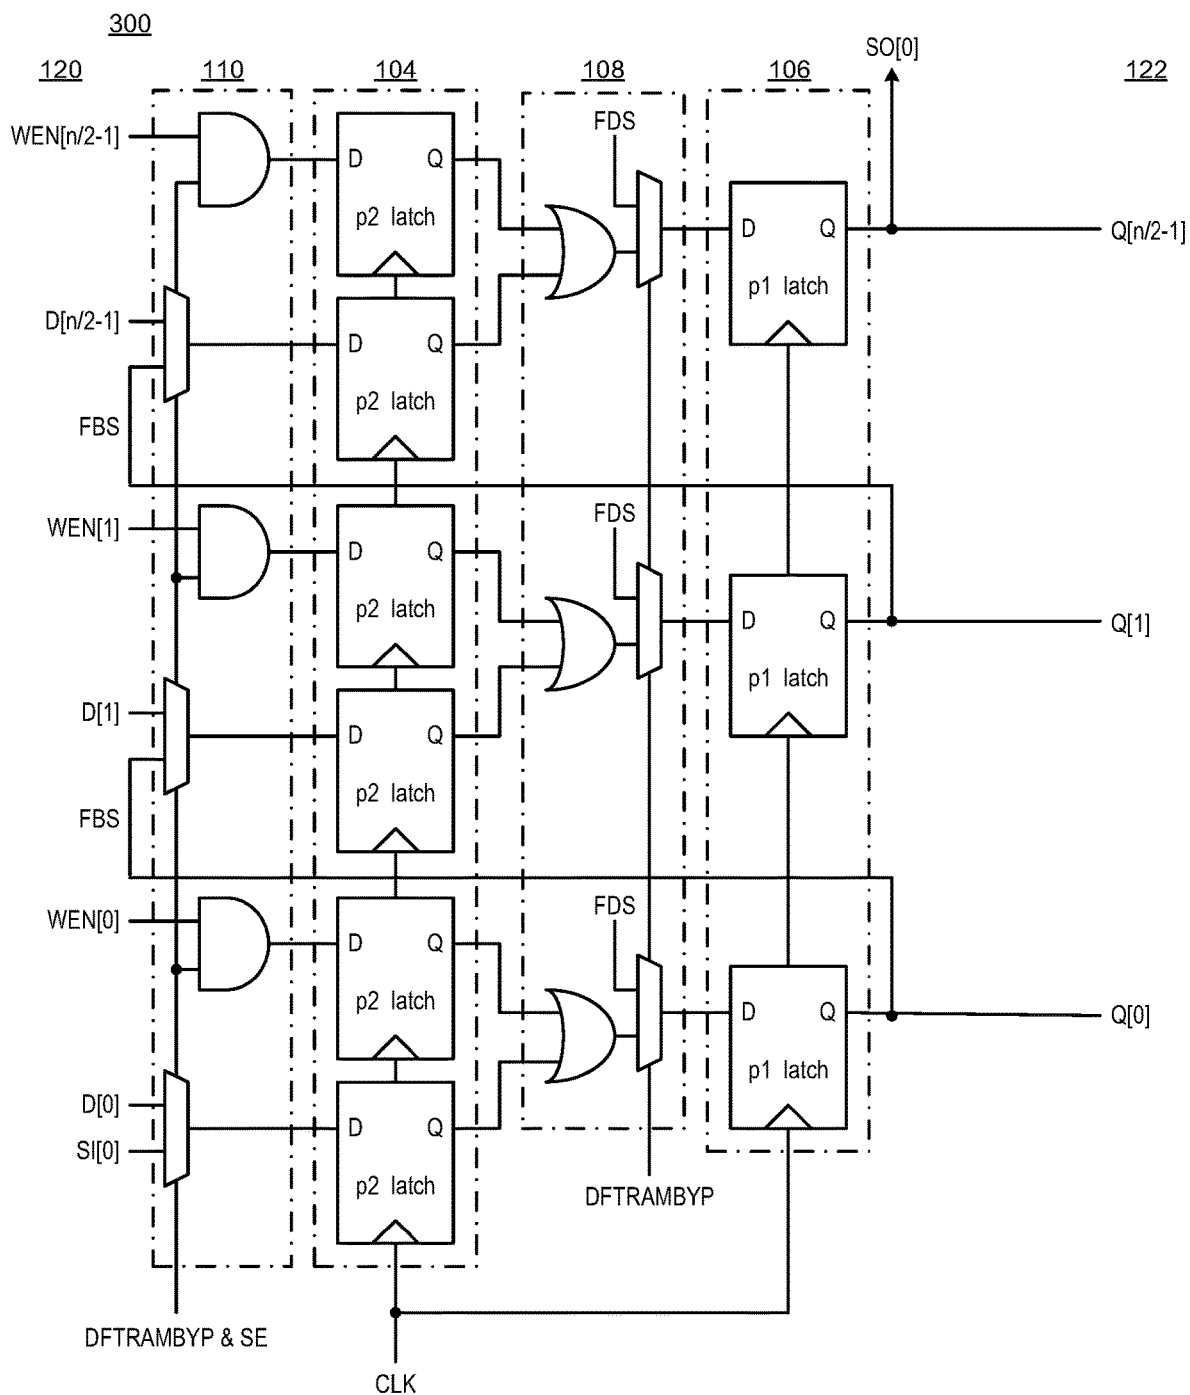 300
SO[0]
120
110
104
108
106
122
WEN[n/2-1]
D Q
p2 latch
FDS
D Q
p1 latch
Q[n/2-1]
D[n/2-1]
D Q
p2 latch
FBS
WEN[1]
D Q
p2 latch
FDS
D Q
p1 latch
Q[1]
D[1]
D Q
p2 latch
FBS
WEN[0]
D Q
p2 latch
FDS
D Q
p1 latch
Q[0]
D[0]
SI[0]
D Q
p2 latch
DFTRAMBYP
DFTRAMBYP & SE
CLK